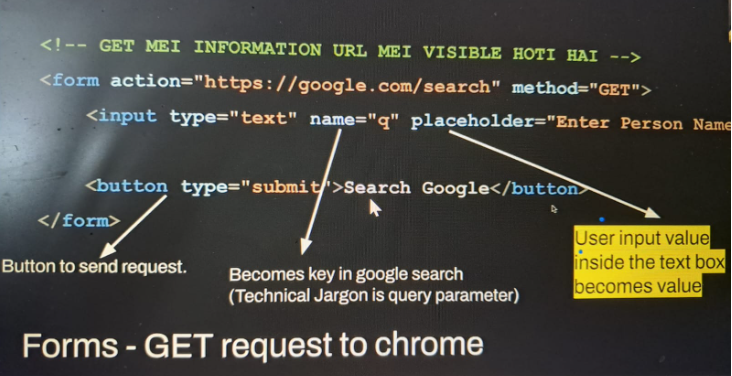 <!-- GET MEI INFORMATION URL MEI VISIBLE HOTI HAI -->
<form action="https://google.com/search" method="GET">
<input type="text" name="q" placeholder="Enter Person Name
<button type="submit">Search Google</button>
</form>
Button to send request.
Becomes key in google search
(Technical Jargon is query parameter)
User input value
inside the text box
becomes value
Forms - GET request to chrome